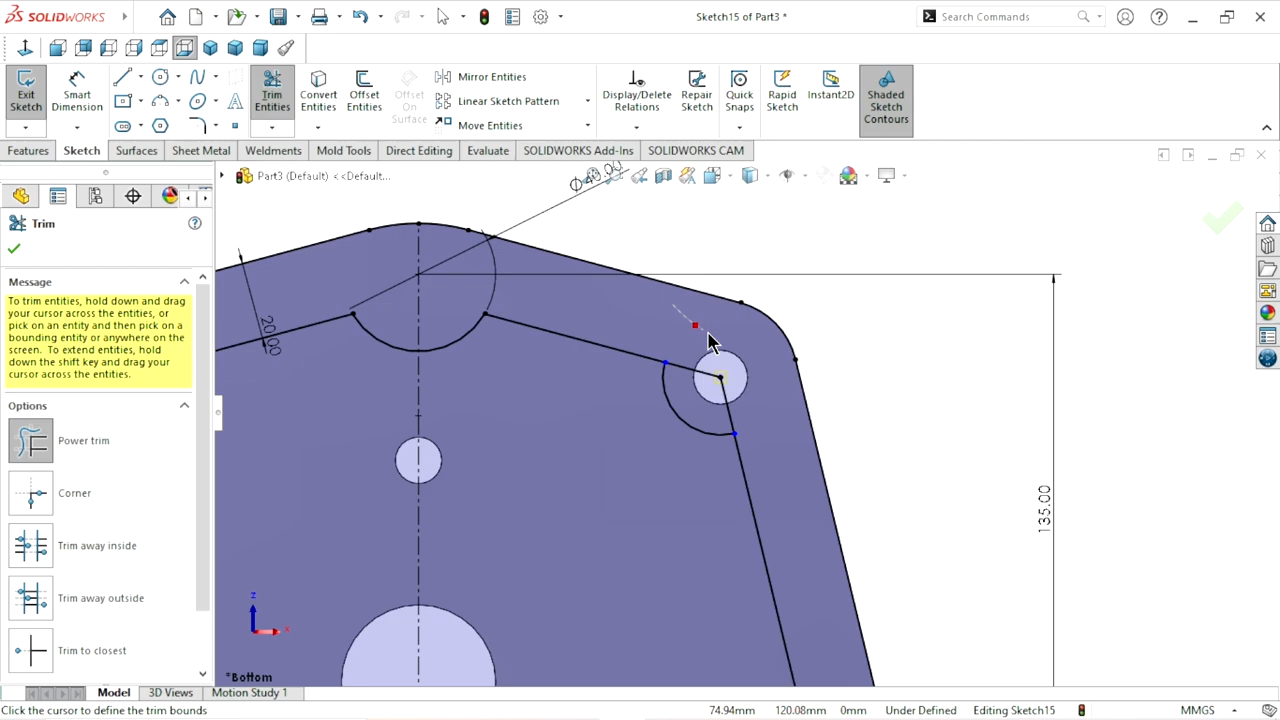 SOLIDWORKS
Sketch15 of Part3 *
Search Commands
Exit
Sketch
Smart
Dimension
Trim
Entities
Convert
Entities
Offset
Entities
Offset
On
Surface
Mirror Entities
Linear Sketch Pattern
Move Entities
Display/Delete
Relations
Repair
Sketch
Quick
Snaps
Rapid
Sketch
Instant2D
Shaded
Sketch
Contours
Features
Sketch
Surfaces
Sheet Metal
Weldments
Mold Tools
Direct Editing
Evaluate
SOLIDWORKS Add-Ins
SOLIDWORKS CAM
Part3 (Default) <<Default...
Trim
Message
To trim entities, hold down and drag
your cursor across the entities, or
pick on an entity and then pick on a
bounding entity or anywhere on the
screen. To extend entities, hold
down the shift key and drag your
cursor across the entities.
Options
Power trim
Corner
Trim away inside
Trim away outside
Trim to closest
20.00
135.00
z
x
*Bottom
Model
3D Views
Motion Study 1
Click the cursor to define the trim bounds
74.94mm
120.08mm
0mm
Under Defined
Editing Sketch15
MMGS